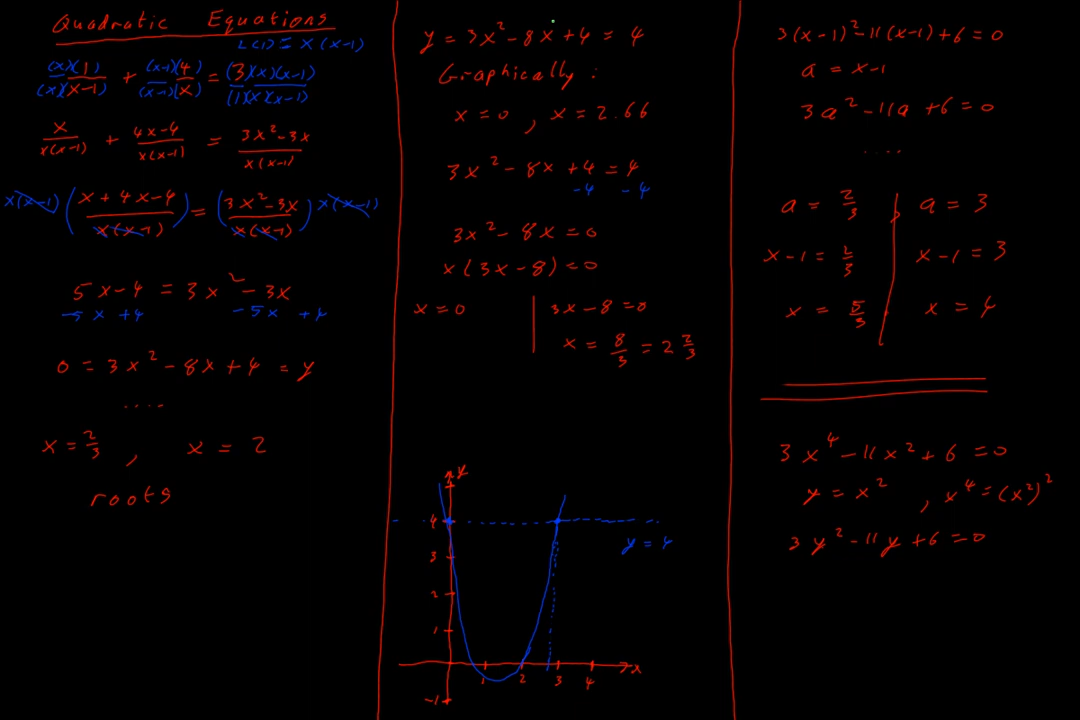 Quadratic Equations
LCD = x(x-1)
(x)(1)/(x)(x-1) + (x-1)(4)/(x-1)(x) = (3)(x)(x-1)/(1)(x)(x-1)
x/x(x-1) + 4x-4/x(x-1) = 3x²-3x/x(x-1)
x(x-1) (x+4x-4/x(x-1)) = (3x²-3x/x(x-1)) x(x-1)
5x-4 = 3x²-3x
-5x +4 -5x +4
0 = 3x²-8x+4 = y
....
x = 2/3 , x = 2
roots
y = 3x²-8x+4 = 4
Graphically:
x=0 , x=2.66
3x²-8x+4=4
-4 -4
3x²-8x=0
x(3x-8)=0
x=0 | 3x-8=0
x = 8/3 = 2 2/3
y
4
y=4
3
2
1
1 2 3 4 x
-1
3(x-1)²-11(x-1)+6=0
a = x-1
3a²-11a+6=0
....
a = 2/3 , a = 3
x-1 = 2/3 x-1 = 3
x = 5/3 x = 4
3x⁴-11x²+6=0
y = x² , x⁴=(x²)²
3y²-11y+6=0